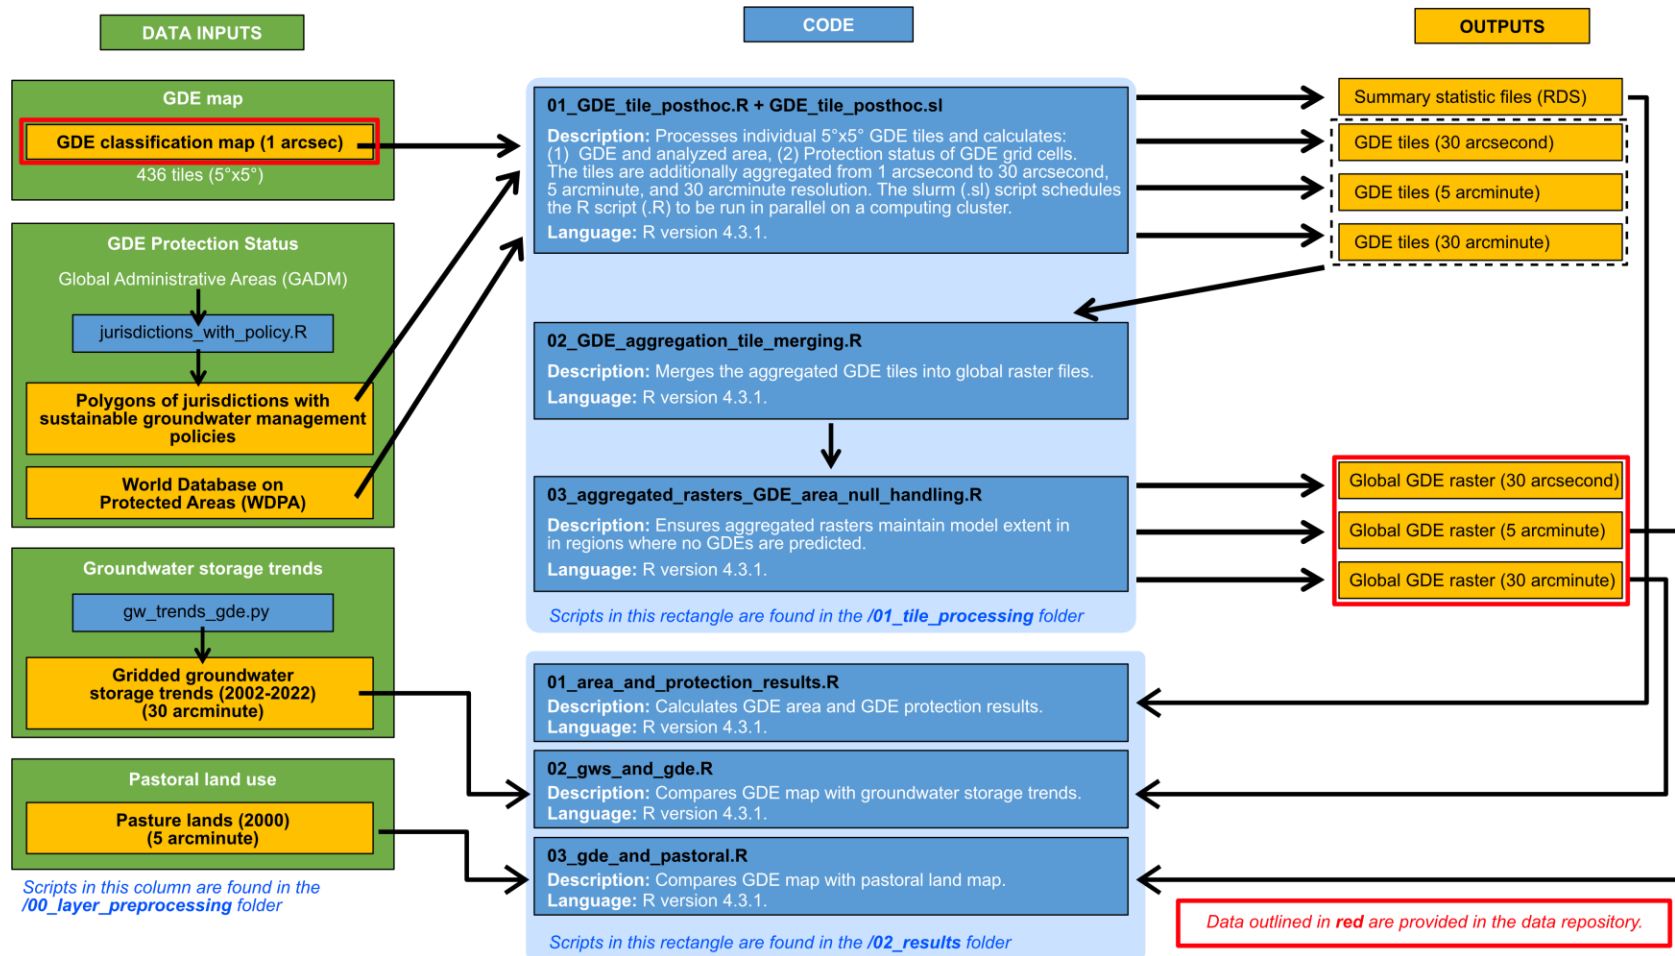 DATA INPUTS
CODE
OUTPUTS
GDE map
GDE classification map (1 arcsec)
436 tiles (5°x5°)
GDE Protection Status
Global Administrative Areas (GADM)
jurisdictions_with_policy.R
Polygons of jurisdictions with
sustainable groundwater management
policies
World Database on
Protected Areas (WDPA)
Groundwater storage trends
gw_trends_gde.py
Gridded groundwater
storage trends (2002-2022)
(30 arcminute)
Pastoral land use
Pasture lands (2000)
(5 arcminute)
Scripts in this column are found in the
/00_layer_preprocessing folder
01_GDE_tile_posthoc.R + GDE_tile_posthoc.sl
Description: Processes individual 5°x5° GDE tiles and calculates:
(1) GDE and analyzed area, (2) Protection status of GDE grid cells.
The tiles are additionally aggregated from 1 arcsecond to 30 arcsecond,
5 arcminute, and 30 arcminute resolution. The slurm (.sl) script schedules
the R script (.R) to be run in parallel on a computing cluster.
Language: R version 4.3.1.
02_GDE_aggregation_tile_merging.R
Description: Merges the aggregated GDE tiles into global raster files.
Language: R version 4.3.1.
03_aggregated_rasters_GDE_area_null_handling.R
Description: Ensures aggregated rasters maintain model extent in
in regions where no GDEs are predicted.
Language: R version 4.3.1.
Scripts in this rectangle are found in the /01_tile_processing folder
01_area_and_protection_results.R
Description: Calculates GDE area and GDE protection results.
Language: R version 4.3.1.
02_gws_and_gde.R
Description: Compares GDE map with groundwater storage trends.
Language: R version 4.3.1.
03_gde_and_pastoral.R
Description: Compares GDE map with pastoral land map.
Language: R version 4.3.1.
Scripts in this rectangle are found in the /02_results folder
Summary statistic files (RDS)
GDE tiles (30 arcsecond)
GDE tiles (5 arcminute)
GDE tiles (30 arcminute)
Global GDE raster (30 arcsecond)
Global GDE raster (5 arcminute)
Global GDE raster (30 arcminute)
Data outlined in red are provided in the data repository.